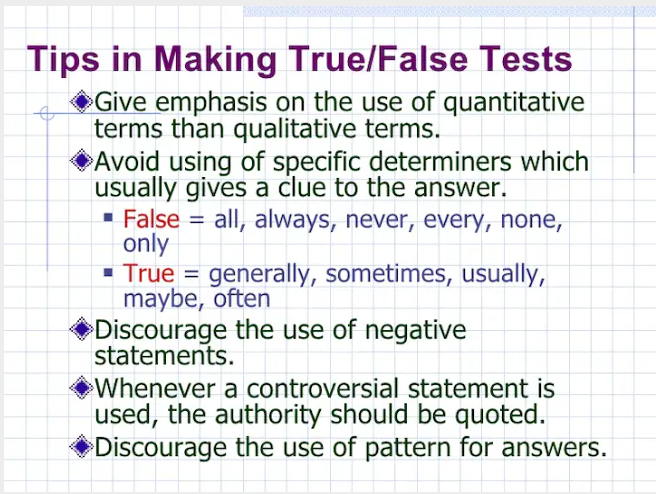 Tips in Making True/False Tests
Give emphasis on the use of quantitative
terms than qualitative terms.
Avoid using of specific determiners which
usually gives a clue to the answer.
False = all, always, never, every, none,
only
True = generally, sometimes, usually,
maybe, often
Discourage the use of negative
statements.
Whenever a controversial statement is
used, the authority should be quoted.
Discourage the use of pattern for answers.